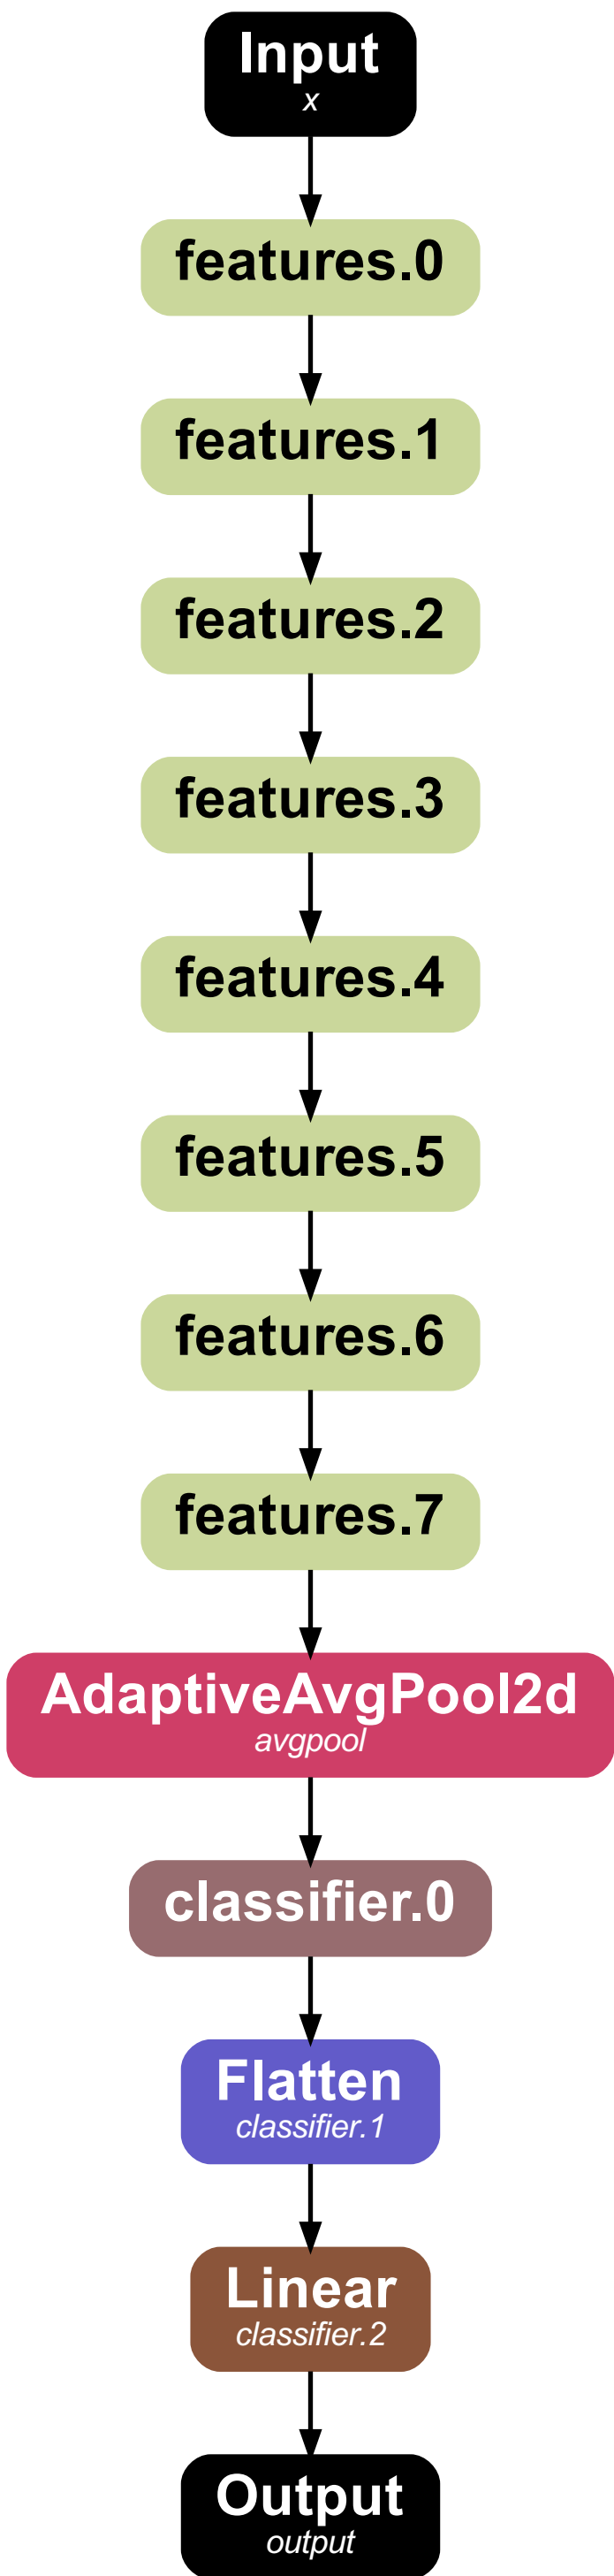 Input
x
features.0
features.1
features.2
features.3
features.4
features.5
features.6
features.7
AdaptiveAvgPool2d
avgpool
classifier.0
Flatten
classifier.1
Linear
classifier.2
Output
output